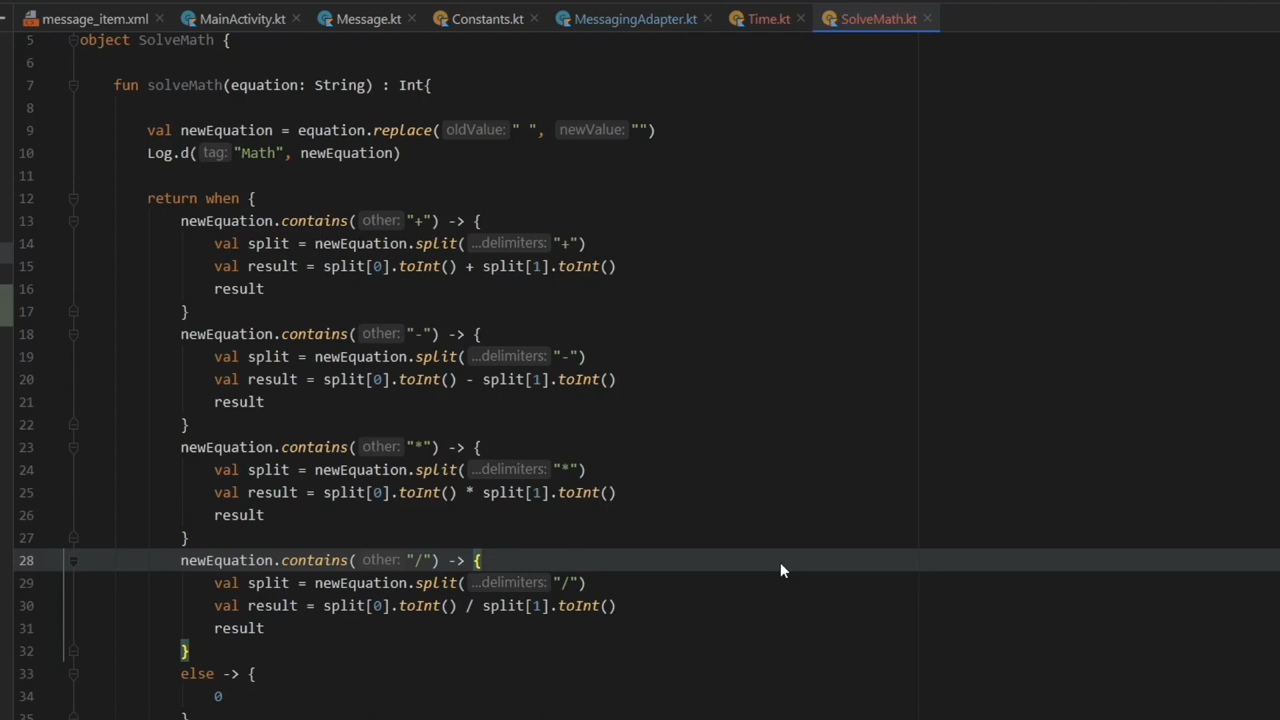 message_item.xml MainActivity.kt Message.kt Constants.kt MessagingAdapter.kt Time.kt SolveMath.kt
5 object SolveMath {
6
7 fun solveMath(equation: String) : Int{
8
9 val newEquation = equation.replace( oldValue: " ", newValue: "")
10 Log.d( tag: "Math", newEquation)
11
12 return when {
13 newEquation.contains( other: "+") -> {
14 val split = newEquation.split( ...delimiters: "+")
15 val result = split[0].toInt() + split[1].toInt()
16 result
17 }
18 newEquation.contains( other: "-") -> {
19 val split = newEquation.split( ...delimiters: "-")
20 val result = split[0].toInt() - split[1].toInt()
21 result
22 }
23 newEquation.contains( other: "*") -> {
24 val split = newEquation.split( ...delimiters: "*")
25 val result = split[0].toInt() * split[1].toInt()
26 result
27 }
28 newEquation.contains( other: "/") -> {
29 val split = newEquation.split( ...delimiters: "/")
30 val result = split[0].toInt() / split[1].toInt()
31 result
32 }
33 else -> {
34 0
35 }